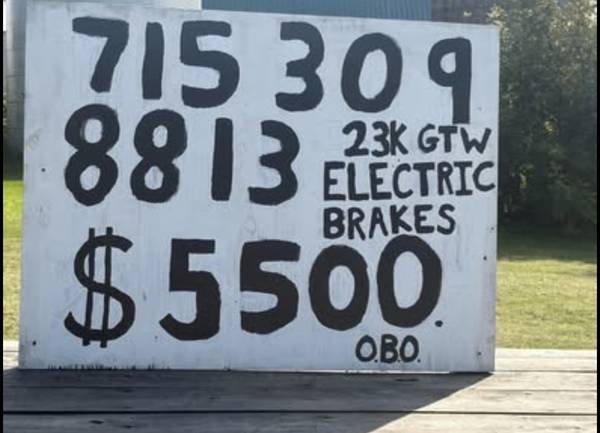 715 309
8813
23K GTW
ELECTRIC
BRAKES
$5500.
O.B.O.